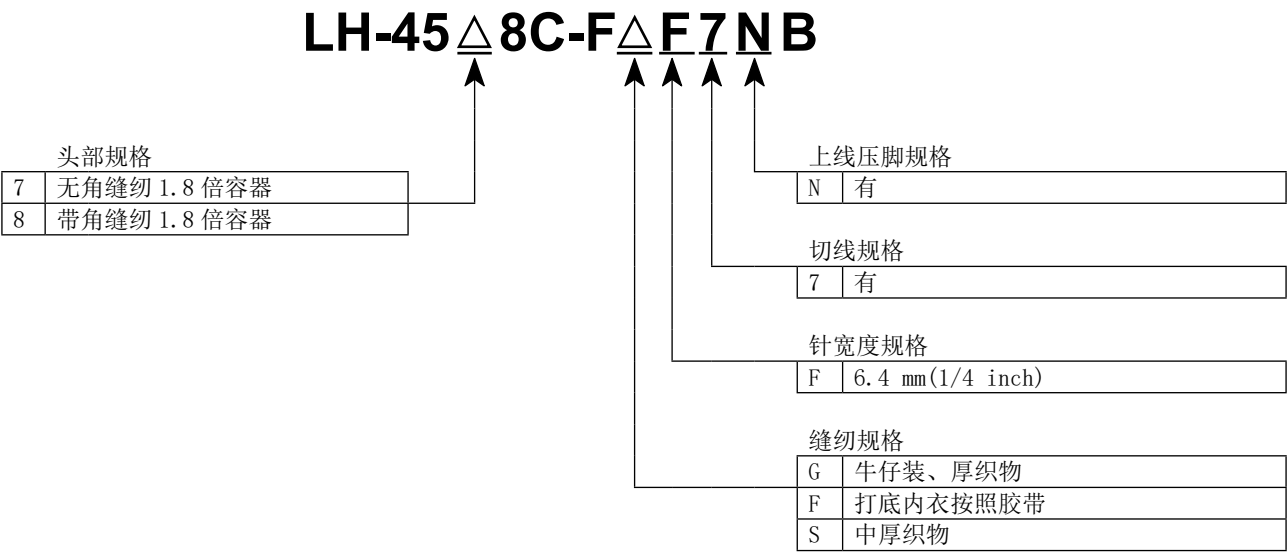 LH-45△8C-F△F7NB
头部规格
7 无角缝纫1.8倍容器
8 带角缝纫1.8倍容器
上线压脚规格
N 有
切线规格
7 有
针宽度规格
F 6.4 mm(1/4 inch)
缝纫规格
G 牛仔装、厚织物
F 打底内衣按照胶带
S 中厚织物